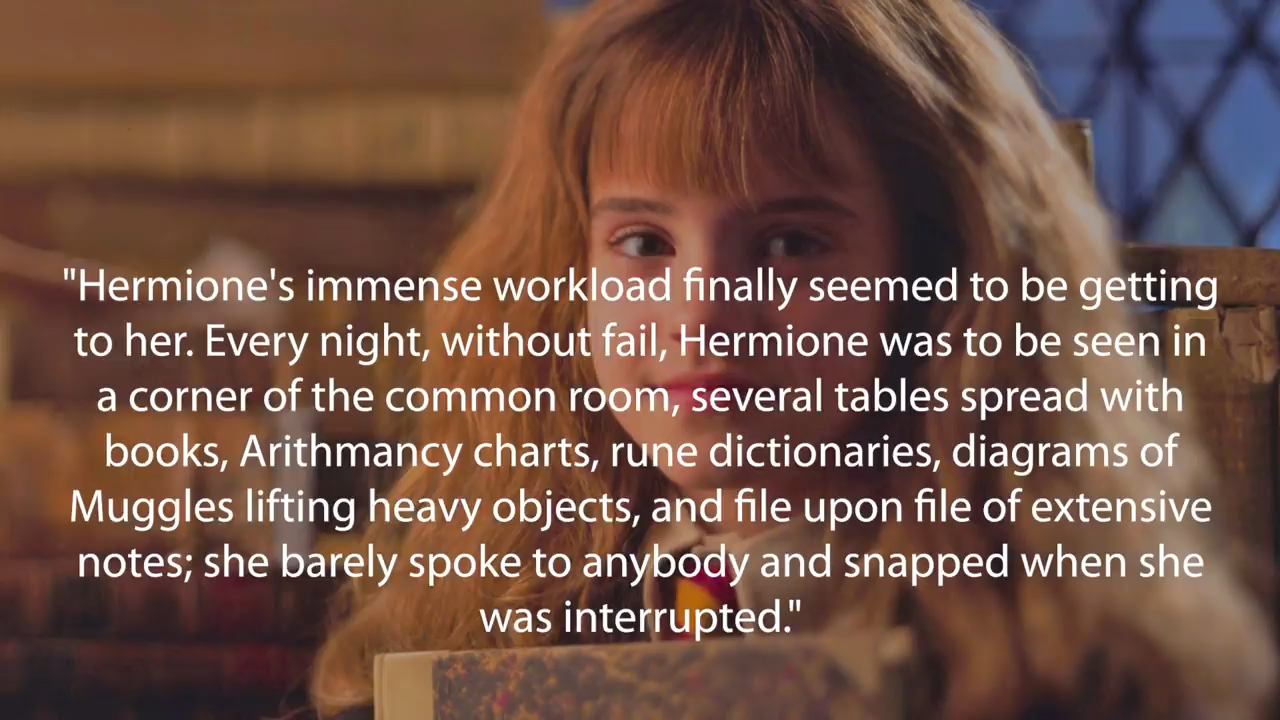 "Hermione's immense workload finally seemed to be getting
to her. Every night, without fail, Hermione was to be seen in
a corner of the common room, several tables spread with
books, Arithmancy charts, rune dictionaries, diagrams of
Muggles lifting heavy objects, and file upon file of extensive
notes; she barely spoke to anybody and snapped when she
was interrupted."